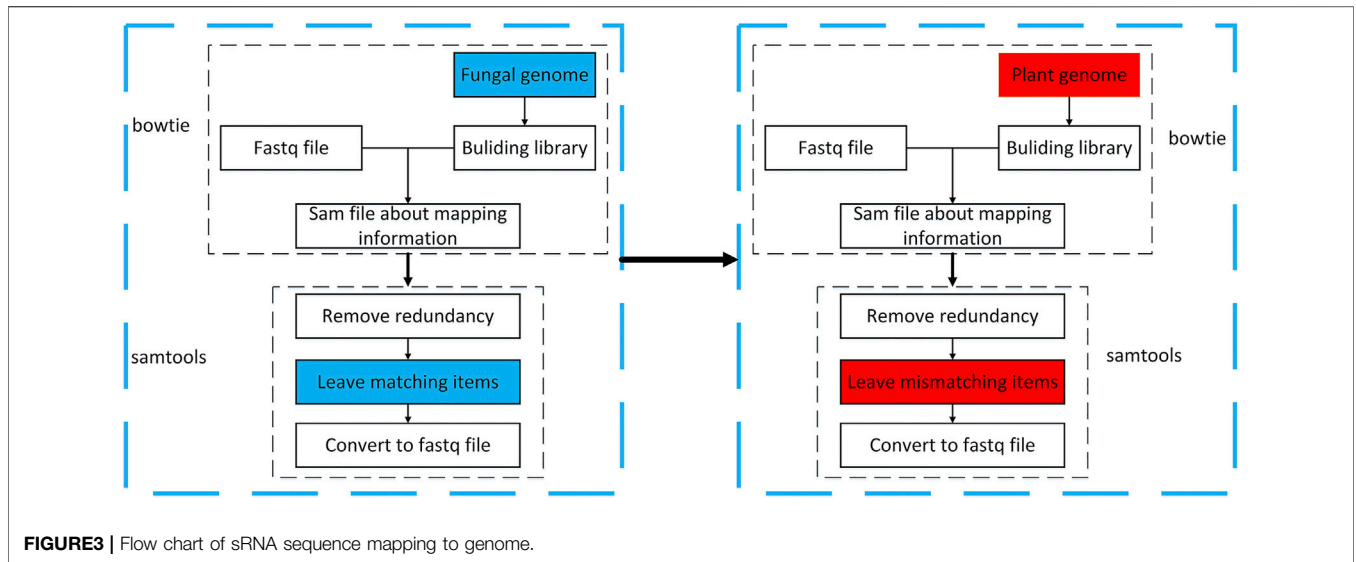 Fungal genome
bowtie
Fastq file
Buliding library
Sam file about mapping
information
Remove redundancy
samtools
Leave matching items
Convert to fastq file
Plant genome
bowtie
Fastq file
Buliding library
Sam file about mapping
information
Remove redundancy
samtools
Leave mismatching items
Convert to fastq file
FIGURE3 | Flow chart of sRNA sequence mapping to genome.